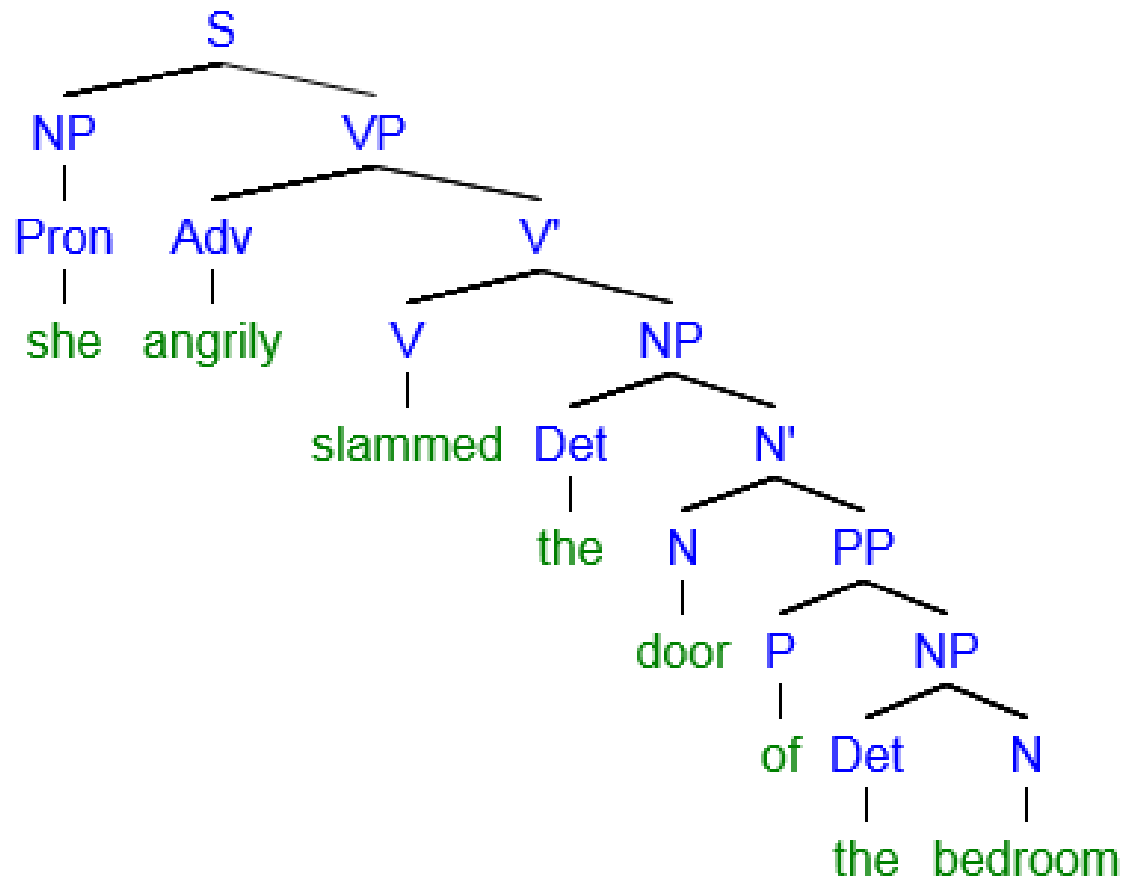 S
NP VP
Pron Adv V'
she angrily V NP
slammed Det N'
the N PP
door P NP
of Det N
the bedroom